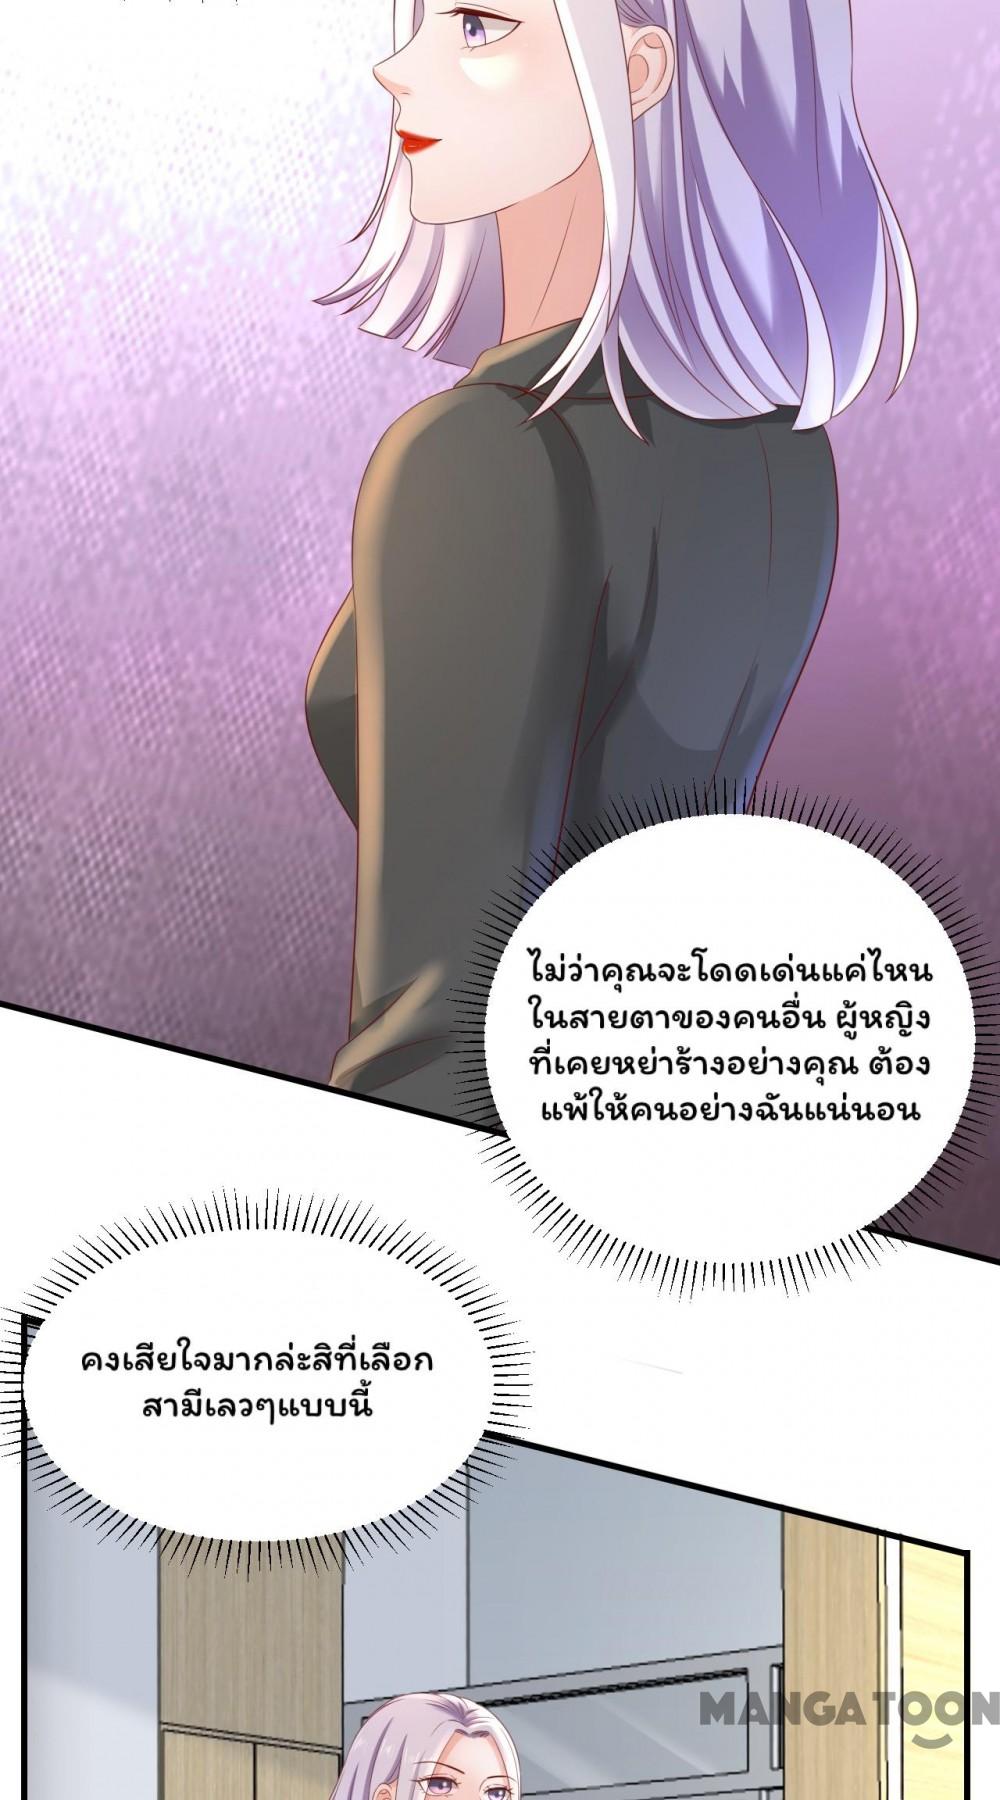 ไม่ว่าคุณจะโดดเด่นแค่ไหน
ในสายตาของคนอื่น ผู้หญิง
ที่เคยหย่าร้างอย่างคุณ ต้อง
แพ้ให้คนอย่างฉันแน่นอน
คงเสียใจมากล่ะสิที่เลือก
สามีเลวๆแบบนี้
MANGATOON